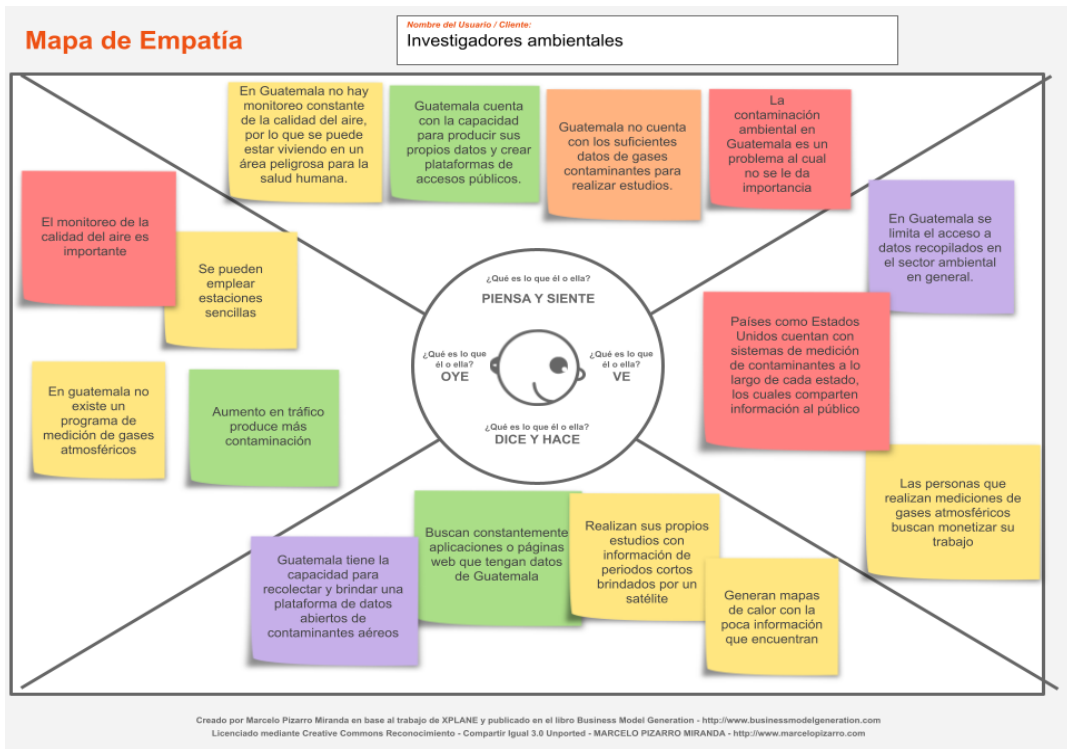 Mapa de Empatía
Nombre del Usuario / Cliente:
Investigadores ambientales
En Guatemala no hay
monitoreo constante
de la calidad del aire,
por lo que se puede
estar viviendo en un
área peligrosa para la
salud humana.
Guatemala cuenta
con la capacidad
para producir sus
propios datos y crear
plataformas de
accesos públicos.
Guatemala no cuenta
con los suficientes
datos de gases
contaminantes para
realizar estudios.
La
contaminación
ambiental en
Guatemala es un
problema al cual
no se le da
importancia
El monitoreo de la
calidad del aire es
importante
Se pueden
emplear
estaciones
sencillas
En guatemala no
existe un
programa de
medición de gases
atmosféricos
Aumento en tráfico
produce más
contaminación
¿Qué es lo que él o ella?
PIENSA Y SIENTE
¿Qué es lo que
él o ella?
OYE
¿Qué es lo que
él o ella?
VE
¿Qué es lo que él o ella?
DICE Y HACE
En Guatemala se
limita el acceso a
datos recopilados en
el sector ambiental
en general.
Países como Estados
Unidos cuentan con
sistemas de medición
de contaminantes a lo
largo de cada estado,
los cuales comparten
información al público
Las personas que
realizan mediciones de
gases atmosféricos
buscan monetizar su
trabajo
Guatemala tiene la
capacidad para
recolectar y brindar una
plataforma de datos
abiertos de
contaminantes aéreos
Buscan constantemente
aplicaciones o páginas
web que tengan datos
de Guatemala
Realizan sus propios
estudios con
información de
periodos cortos
brindados por un
satélite
Generan mapas
de calor con la
poca información
que encuentran
Creado por Marcelo Pizarro Miranda en base al trabajo de XPLANE y publicado en el libro Business Model Generation - http://www.businessmodelgeneration.com
Licenciado mediante Creative Commons Reconocimiento - Compartir Igual 3.0 Unported - MARCELO PIZARRO MIRANDA - http://www.marcelopizarro.com